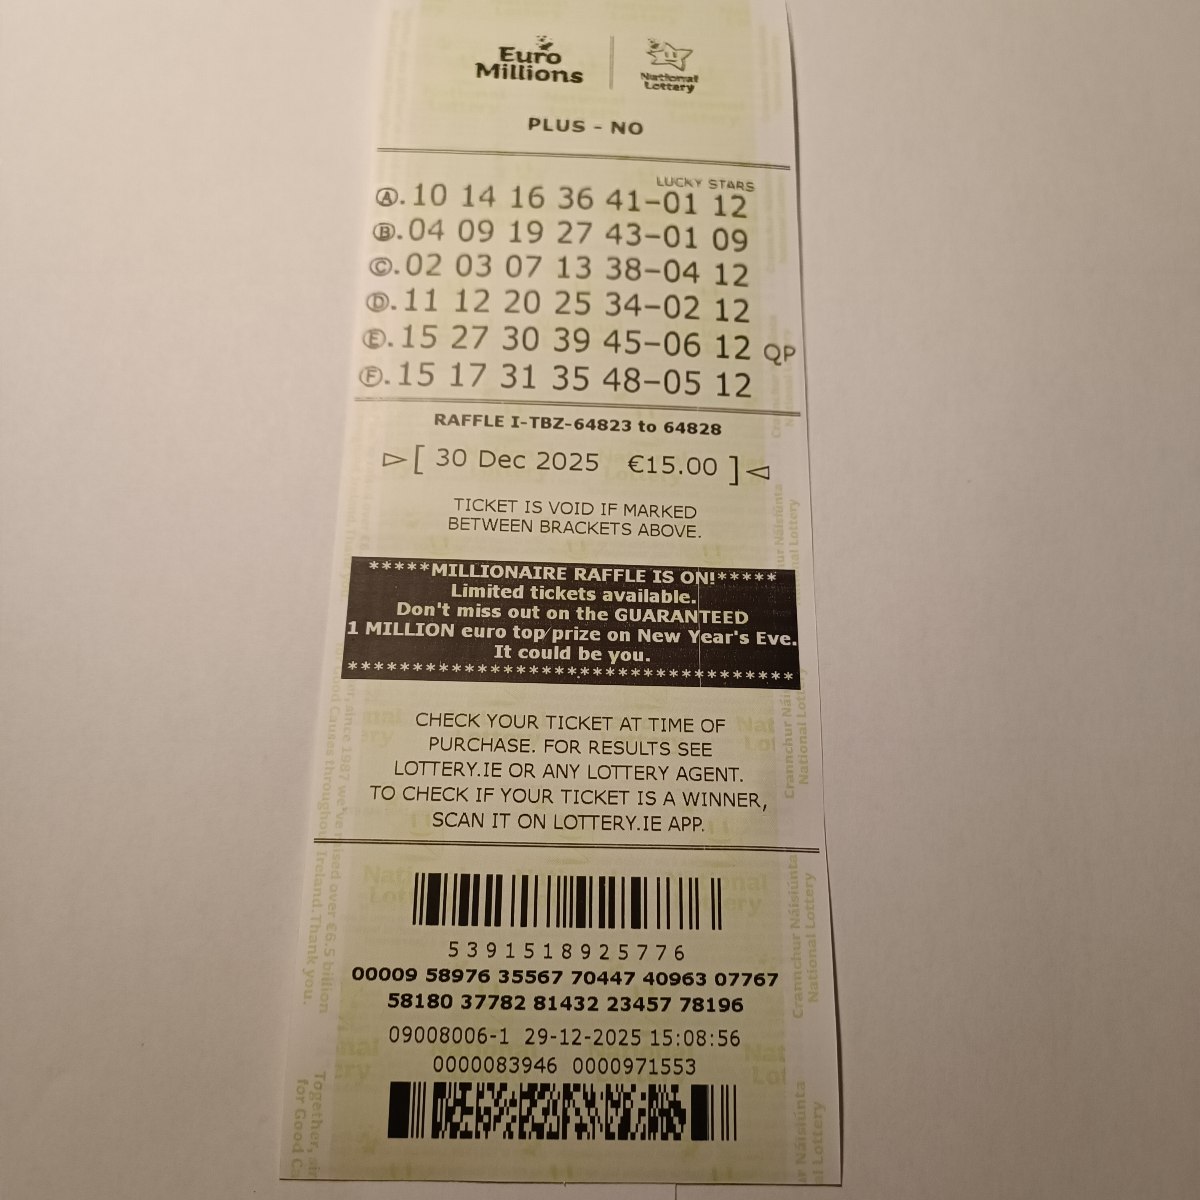 Euro Millions
National Lottery
PLUS - NO
LUCKY STARS
A. 10 14 16 36 41-01 12
B. 04 09 19 27 43-01 09
C. 02 03 07 13 38-04 12
D. 11 12 20 25 34-02 12
E. 15 27 30 39 45-06 12 QP
F. 15 17 31 35 48-05 12
RAFFLE I-TBZ-64823 to 64828
[ 30 Dec 2025 €15.00 ]
TICKET IS VOID IF MARKED
BETWEEN BRACKETS ABOVE.
*****MILLIONAIRE RAFFLE IS ON!*****
Limited tickets available.
Don't miss out on the GUARANTEED
1 MILLION euro top prize on New Year's Eve.
It could be you.
***********************************
CHECK YOUR TICKET AT TIME OF
PURCHASE. FOR RESULTS SEE
LOTTERY.IE OR ANY LOTTERY AGENT.
TO CHECK IF YOUR TICKET IS A WINNER,
SCAN IT ON LOTTERY.IE APP.
5391518925776
00009 58976 35567 70447 40963 07767
58180 37782 81432 23457 78196
09008006-1 29-12-2025 15:08:56
0000083946 0000971553
Crannchur Náisiúnta
National Lottery